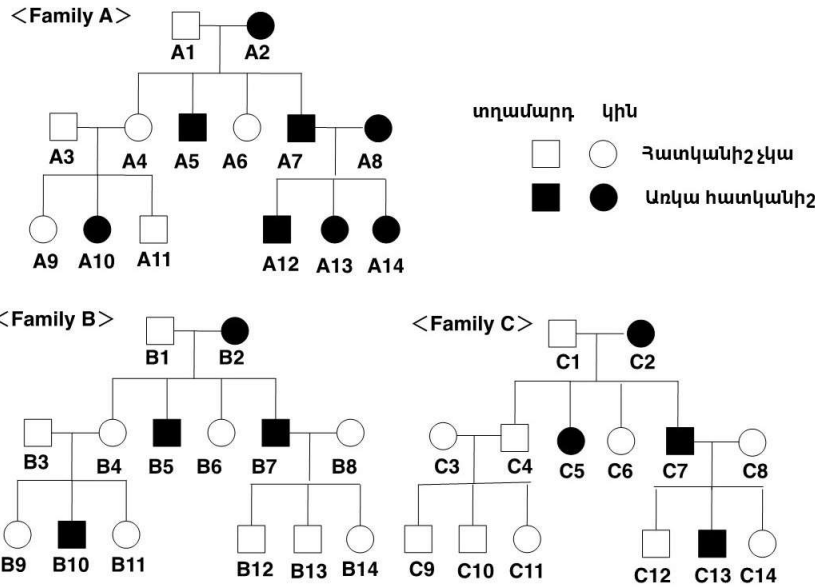 <Family A>
A1 A2
տղամարդ կին
A3 A4 A5 A6 A7 A8
Հատկանիշ չկա
Առկա հատկանիշ
A9 A10 A11 A12 A13 A14
<Family B> <Family C>
B1 B2 C1 C2
B3 B4 B5 B6 B7 B8 C3 C4 C5 C6 C7 C8
B9 B10 B11 B12 B13 B14 C9 C10 C11 C12 C13 C14